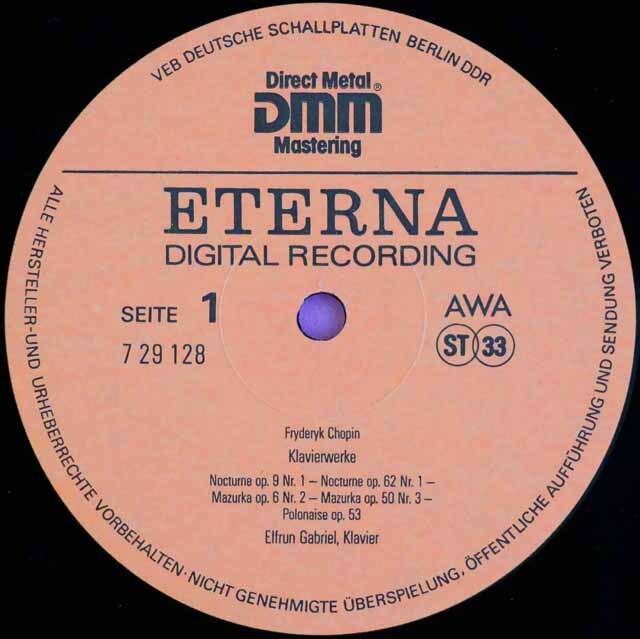 VEB DEUTSCHE SCHALLPLATTEN BERLIN DDR
Direct Metal®
DMM
Mastering
ETERNA
DIGITAL RECORDING
SEITE 1
AWA
7 29 128
ST 33
Fryderyk Chopin
Klavierwerke
Nocturne op. 9 Nr. 1 – Nocturne op. 62 Nr. 1 –
Mazurka op. 6 Nr. 2 – Mazurka op. 50 Nr. 3 –
Polonaise op. 53
Elfrun Gabriel, Klavier
ALLE HERSTELLER-UND URHEBERRECHTE VORBEHALTEN·NICHT GENEHMIGTE ÜBERSPIELUNG, ÖFFENTLICHE AUFFÜHRUNG UND SENDUNG VERBOTEN